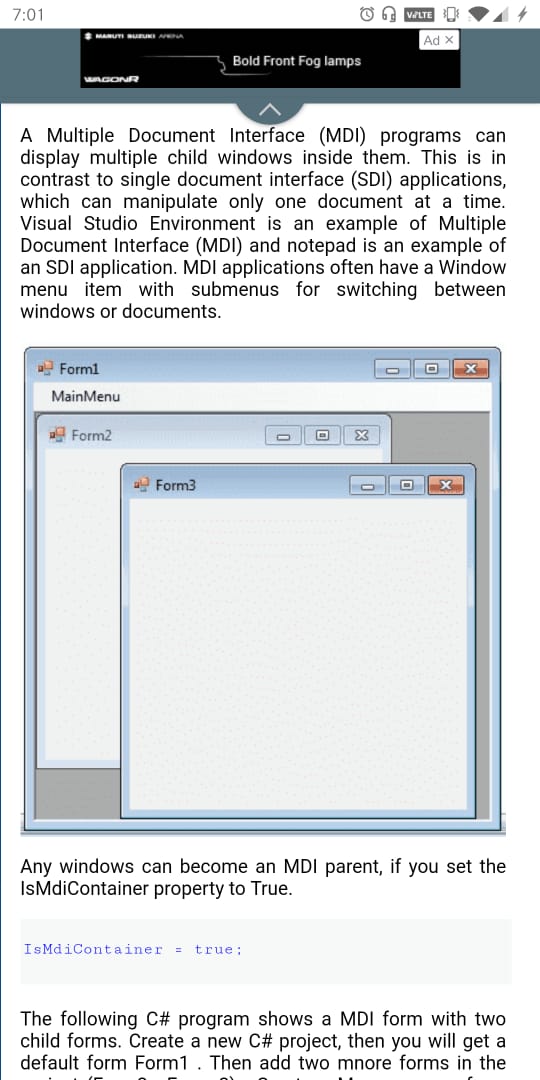 7:01
VoLTE
MARUTI SUZUKI ARENA
Ad ×
Bold Front Fog lamps
WAGONR
A Multiple Document Interface (MDI) programs can
display multiple child windows inside them. This is in
contrast to single document interface (SDI) applications,
which can manipulate only one document at a time.
Visual Studio Environment is an example of Multiple
Document Interface (MDI) and notepad is an example of
an SDI application. MDI applications often have a Window
menu item with submenus for switching between
windows or documents.
Form1
MainMenu
Form2
Form3
Any windows can become an MDI parent, if you set the
IsMdiContainer property to True.
IsMdiContainer = true;
The following C# program shows a MDI form with two
child forms. Create a new C# project, then you will get a
default form Form1 . Then add two mnore forms in the